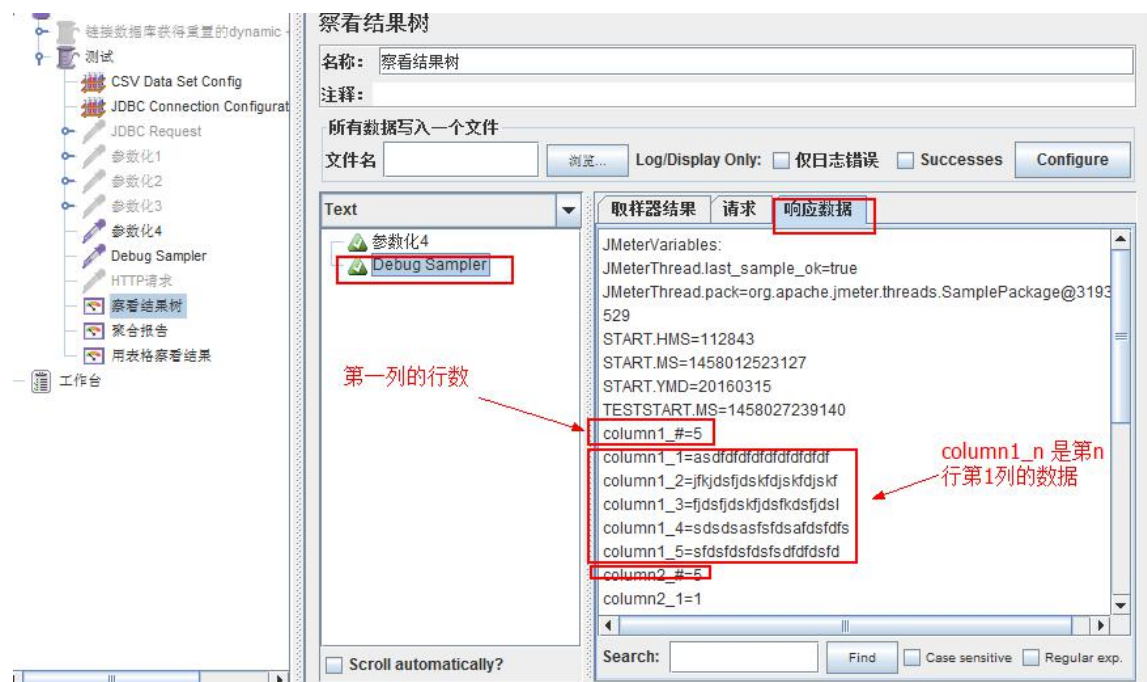 链接数据库获得重置的dynamic
测试
CSV Data Set Config
JDBC Connection Configurat
JDBC Request
参数化1
参数化2
参数化3
参数化4
Debug Sampler
HTTP请求
察看结果树
聚合报告
用表格察看结果
工作台
察看结果树
名称： 察看结果树
注释：
所有数据写入一个文件
文件名 浏览... Log/Display Only: 仅日志错误 Successes Configure
Text
参数化4
Debug Sampler
取样器结果 请求 响应数据
JMeterVariables:
JMeterThread.last_sample_ok=true
JMeterThread.pack=org.apache.jmeter.threads.SamplePackage@3193
529
START.HMS=112843
START.MS=1458012523127
START.YMD=20160315
TESTSTART.MS=1458027239140
column1_#=5
column1_1=asdfdfdfdfdfdfdfdf
column1_2=jfkjdsfjdskfdjskfdjskf
column1_3=fjdsfjdskfjdsfkdsfjdsl
column1_4=sdsdsasfsfdsafdsfdfs
column1_5=sfdsfdsfdsfsdfdfdsfd
column2_#=5
column2_1=1
第一列的行数
column1_n 是第n
行第1列的数据
Scroll automatically?
Search: Find Case sensitive Regular exp.